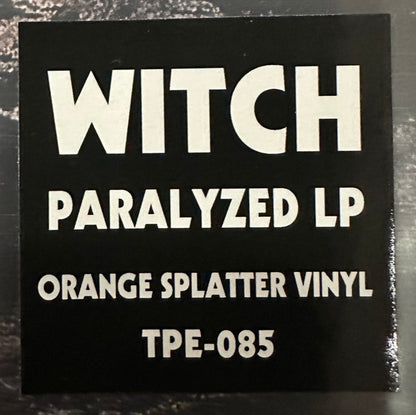 WITCH
PARALYZED LP
ORANGE SPLATTER VINYL
TPE-085